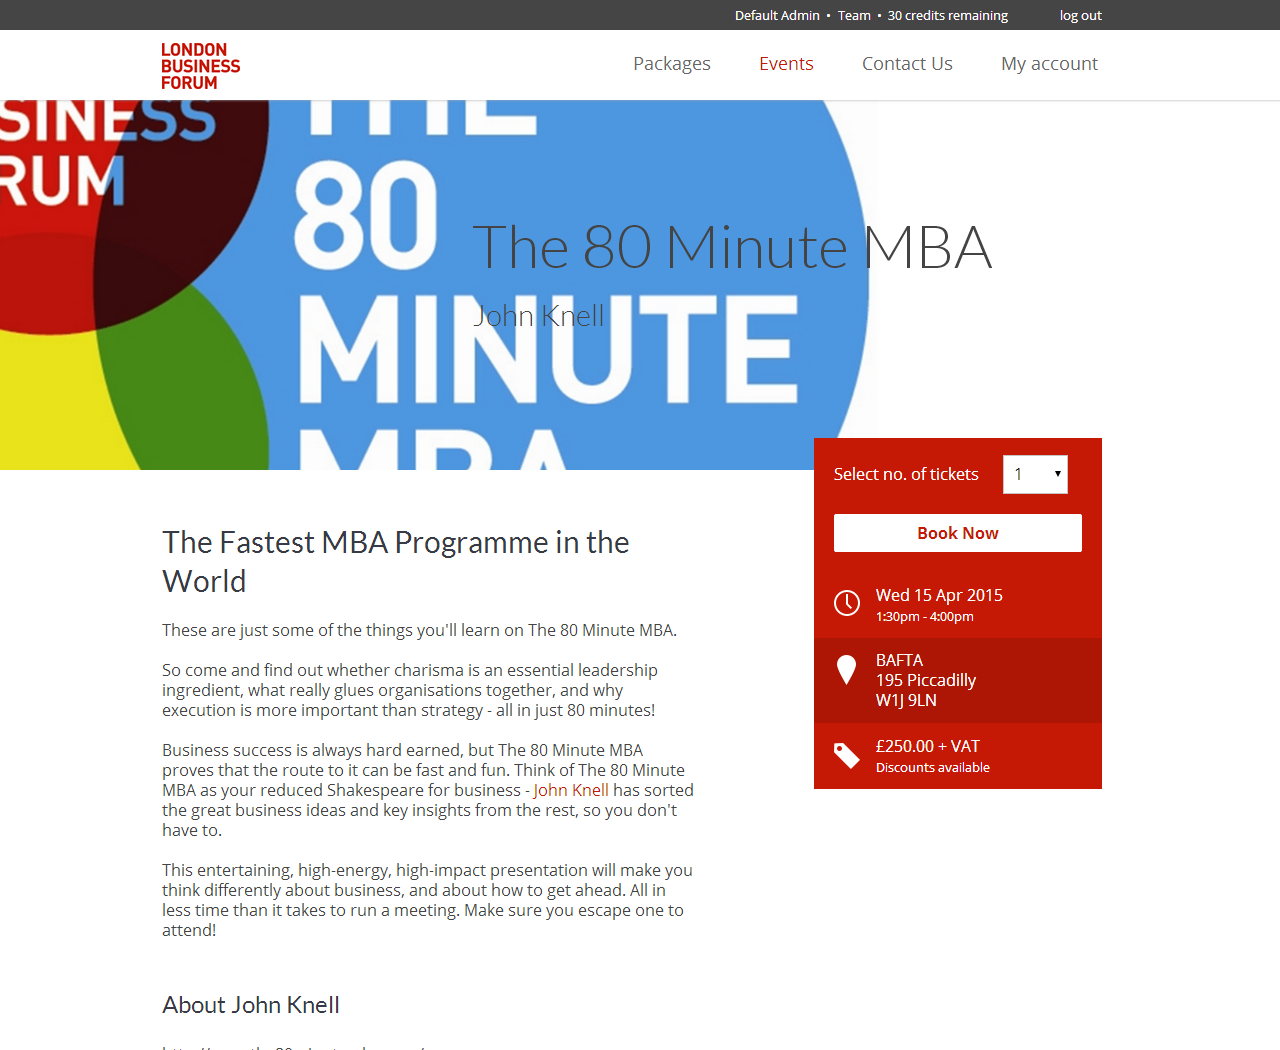 Default Admin • Team • 30 credits remaining log out
LONDON
BUSINESS
FORUM
Packages Events Contact Us My account
SINESS
RUM
THE
80
MINUTE
MBA
The 80 Minute MBA
John Knell
Select no. of tickets 1
Book Now
Wed 15 Apr 2015
1:30pm - 4:00pm
BAFTA
195 Piccadilly
W1J 9LN
£250.00 + VAT
Discounts available
The Fastest MBA Programme in the
World
These are just some of the things you'll learn on The 80 Minute MBA.
So come and find out whether charisma is an essential leadership
ingredient, what really glues organisations together, and why
execution is more important than strategy - all in just 80 minutes!
Business success is always hard earned, but The 80 Minute MBA
proves that the route to it can be fast and fun. Think of The 80 Minute
MBA as your reduced Shakespeare for business - John Knell has sorted
the great business ideas and key insights from the rest, so you don't
have to.
This entertaining, high-energy, high-impact presentation will make you
think differently about business, and about how to get ahead. All in
less time than it takes to run a meeting. Make sure you escape one to
attend!
About John Knell